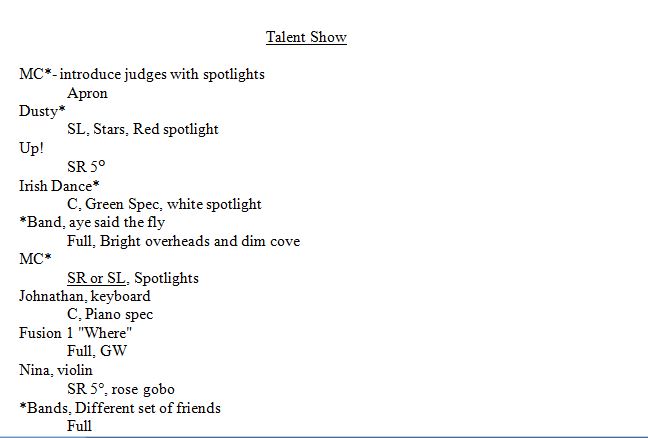 Talent Show
MC*- introduce judges with spotlights
Apron
Dusty*
SL, Stars, Red spotlight
Up!
SR 5°
Irish Dance*
C, Green Spec, white spotlight
*Band, aye said the fly
Full, Bright overheads and dim cove
MC*
SR or SL, Spotlights
Johnathan, keyboard
C, Piano spec
Fusion 1 "Where"
Full, GW
Nina, violin
SR 5°, rose gobo
*Bands, Different set of friends
Full